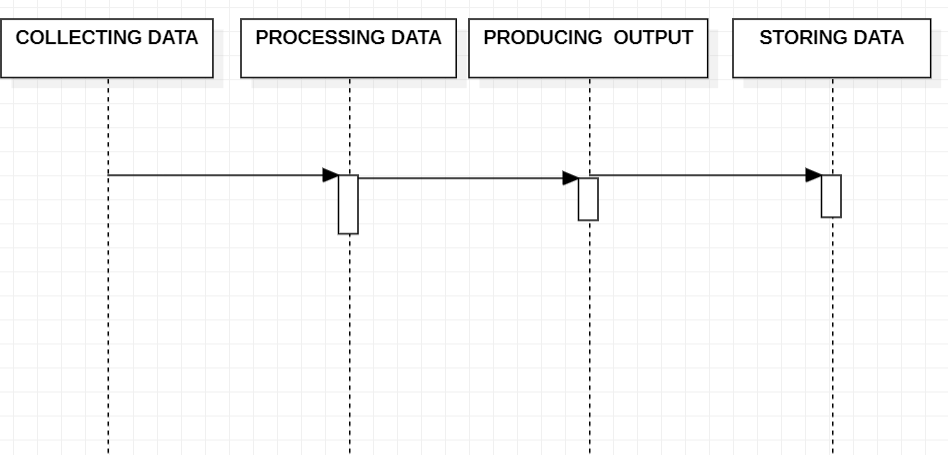 COLLECTING DATA
PROCESSING DATA
PRODUCING  OUTPUT
STORING DATA